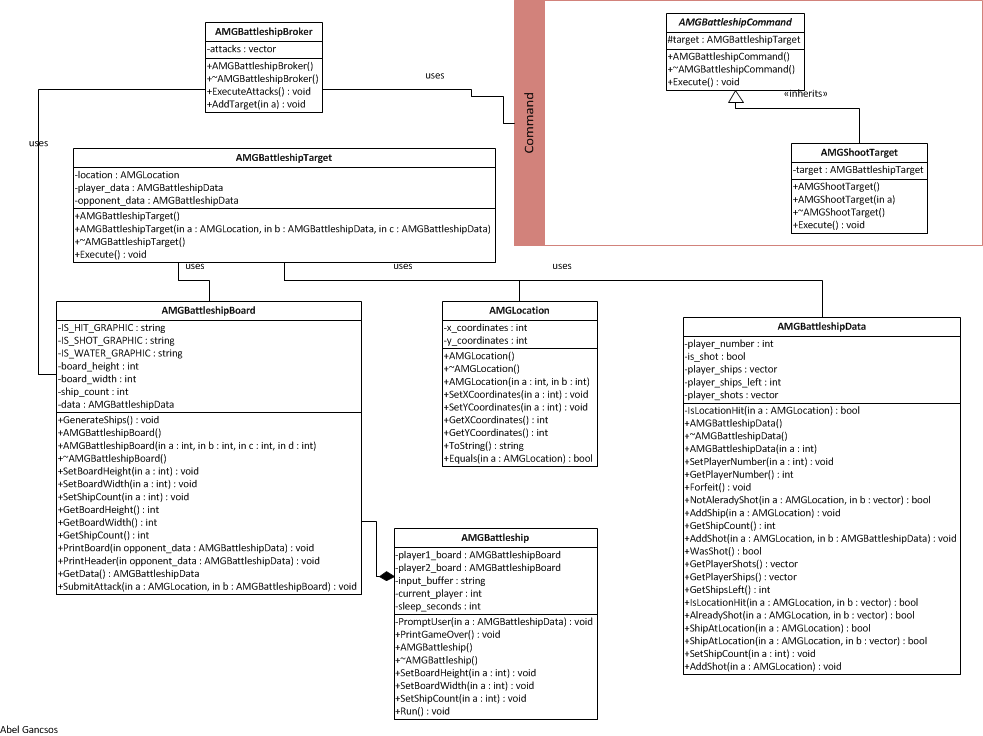 AMGBattleshipBroker
-attacks : vector
+AMGBattleshipBroker()
+~AMGBattleshipBroker()
+ExecuteAttacks() : void
+AddTarget(in a) : void
uses
uses
Command
AMGBattleshipCommand
#target : AMGBattleshipTarget
+AMGBattleshipCommand()
+~AMGBattleshipCommand()
+Execute() : void
«inherits»
AMGShootTarget
-target : AMGBattleshipTarget
+AMGShootTarget()
+AMGShootTarget(in a)
+~AMGShootTarget()
+Execute() : void
AMGBattleshipTarget
-location : AMGLocation
-player_data : AMGBattleshipData
-opponent_data : AMGBattleshipData
+AMGBattleshipTarget()
+AMGBattleshipTarget(in a : AMGLocation, in b : AMGBattleshipData, in c : AMGBattleshipData)
+~AMGBattleshipTarget()
+Execute() : void
uses
uses
uses
AMGBattleshipBoard
-IS_HIT_GRAPHIC : string
-IS_SHOT_GRAPHIC : string
-IS_WATER_GRAPHIC : string
-board_height : int
-board_width : int
-ship_count : int
-data : AMGBattleshipData
+GenerateShips() : void
+AMGBattleshipBoard()
+AMGBattleshipBoard(in a : int, in b : int, in c : int, in d : int)
+~AMGBattleshipBoard()
+SetBoardHeight(in a : int) : void
+SetBoardWidth(in a : int) : void
+SetShipCount(in a : int) : void
+GetBoardHeight() : int
+GetBoardWidth() : int
+GetShipCount() : int
+PrintBoard(in opponent_data : AMGBattleshipData) : void
+PrintHeader(in opponent_data : AMGBattleshipData) : void
+GetData() : AMGBattleshipData
+SubmitAttack(in a : AMGLocation, in b : AMGBattleshipBoard) : void
AMGLocation
-x_coordinates : int
-y_coordinates : int
+AMGLocation()
+~AMGLocation()
+AMGLocation(in a : int, in b : int)
+SetXCoordinates(in a : int) : void
+SetYCoordinates(in a : int) : void
+GetXCoordinates() : int
+GetYCoordinates() : int
+ToString() : string
+Equals(in a : AMGLocation) : bool
AMGBattleshipData
-player_number : int
-is_shot : bool
-player_ships : vector
-player_ships_left : int
-player_shots : vector
-IsLocationHit(in a : AMGLocation) : bool
+AMGBattleshipData()
+~AMGBattleshipData()
+AMGBattleshipData(in a : int)
+SetPlayerNumber(in a : int) : void
+GetPlayerNumber() : int
+Forfeit() : void
+NotAlreadyShot(in a : AMGLocation, in b : vector) : bool
+AddShip(in a : AMGLocation) : void
+GetShipCount() : int
+AddShot(in a : AMGLocation, in b : AMGBattleshipData) : void
+WasShot() : bool
+GetPlayerShots() : vector
+GetPlayerShips() : vector
+GetShipsLeft() : int
+IsLocationHit(in a : AMGLocation, in b : vector) : bool
+AlreadyShot(in a : AMGLocation, in b : vector) : bool
+ShipAtLocation(in a : AMGLocation) : bool
+ShipAtLocation(in a : AMGLocation, in b : vector) : bool
+SetShipCount(in a : int) : void
+AddShot(in a : AMGLocation) : void
AMGBattleship
-player1_board : AMGBattleshipBoard
-player2_board : AMGBattleshipBoard
-input_buffer : string
-current_player : int
-sleep_seconds : int
-PromptUser(in a : AMGBattleshipData) : void
+PrintGameOver() : void
+AMGBattleship()
+~AMGBattleship()
+SetBoardHeight(in a : int) : void
+SetBoardWidth(in a : int) : void
+SetShipCount(in a : int) : void
+Run() : void
Abel Gancsos